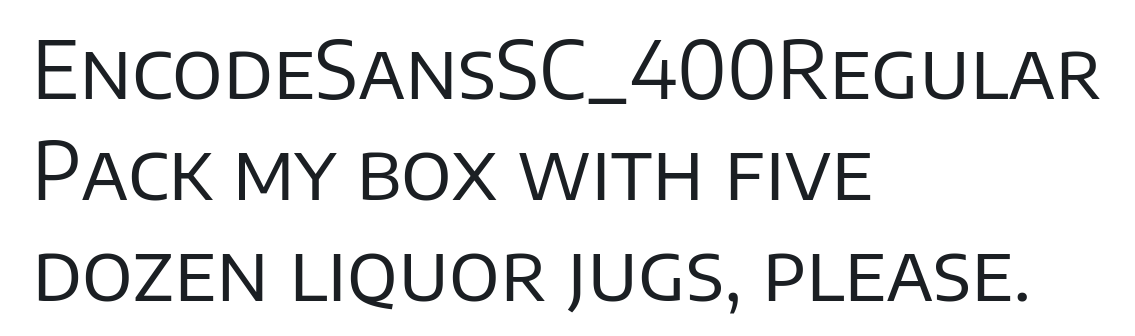 EncodeSansSC_400Regular
Pack my box with five
dozen liquor jugs, please.